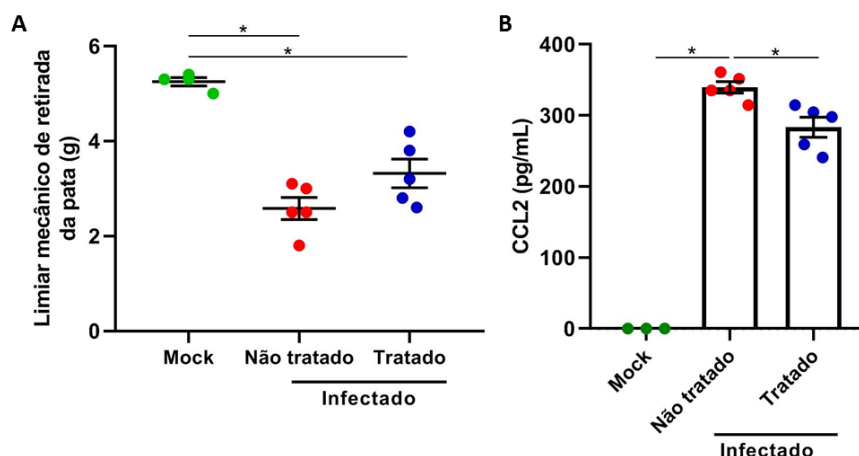 A
Limiar mecânico de retirada
da pata (g)
6
4
2
0
*
*
Mock
Não tratado
Tratado
Infectado
B
CCL2 (pg/mL)
400
300
200
100
0
*
*
Mock
Não tratado
Tratado
Infectado